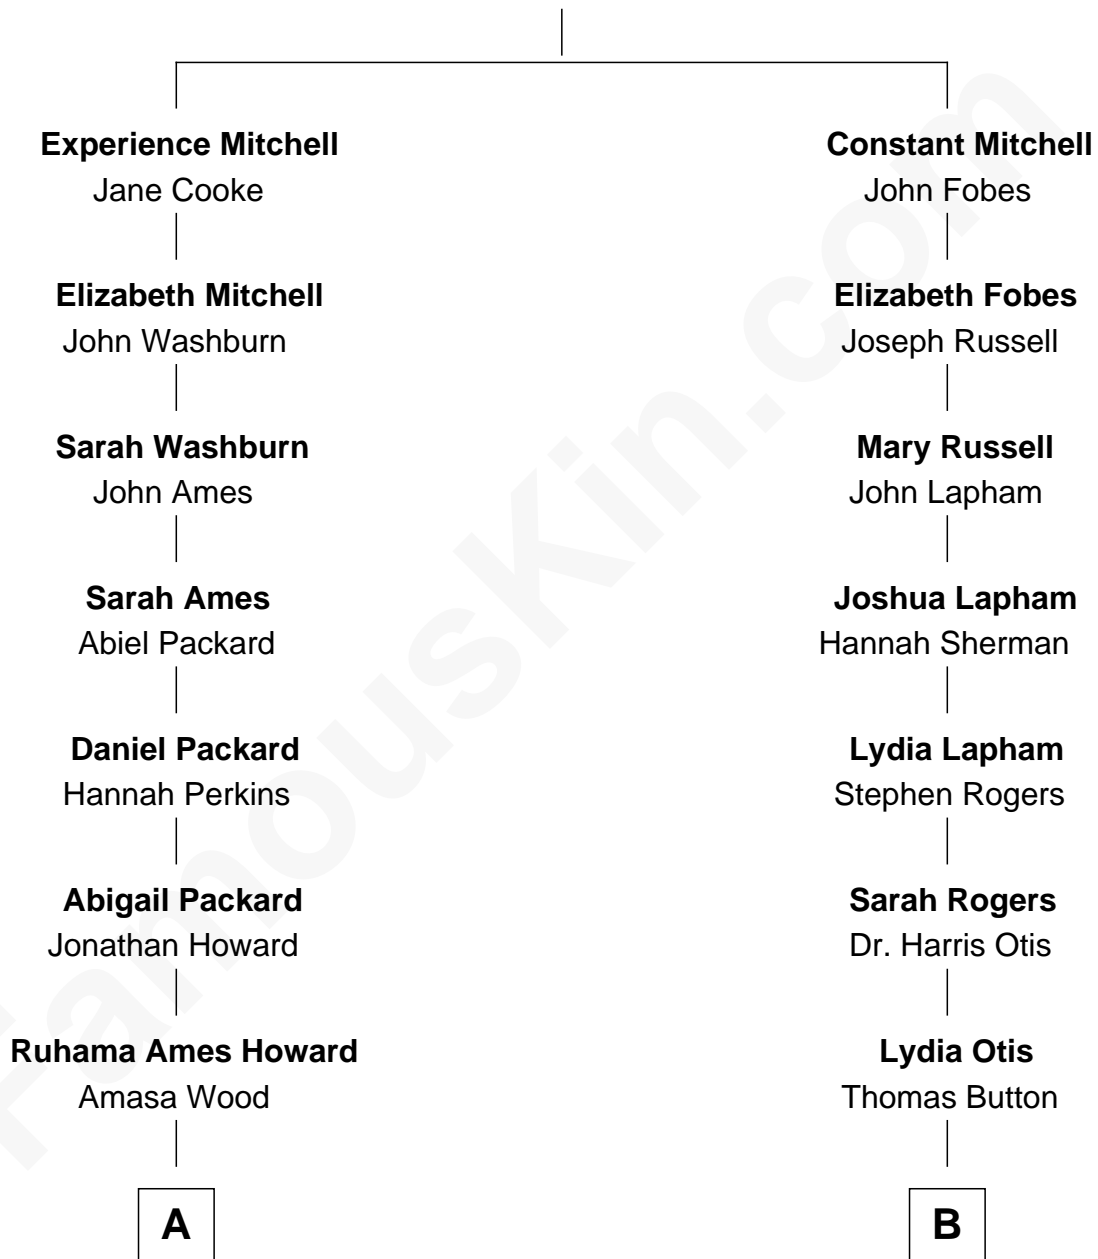 Experience Mitchell
Jane Cooke
Elizabeth Mitchell
John Washburn
Sarah Washburn
John Ames
Sarah Ames
Abiel Packard
Daniel Packard
Hannah Perkins
Abigail Packard
Jonathan Howard
Ruhama Ames Howard
Amasa Wood
A
Constant Mitchell
John Fobes
Elizabeth Fobes
Joseph Russell
Mary Russell
John Lapham
Joshua Lapham
Hannah Sherman
Lydia Lapham
Stephen Rogers
Sarah Rogers
Dr. Harris Otis
Lydia Otis
Thomas Button
B
FamousKin.com